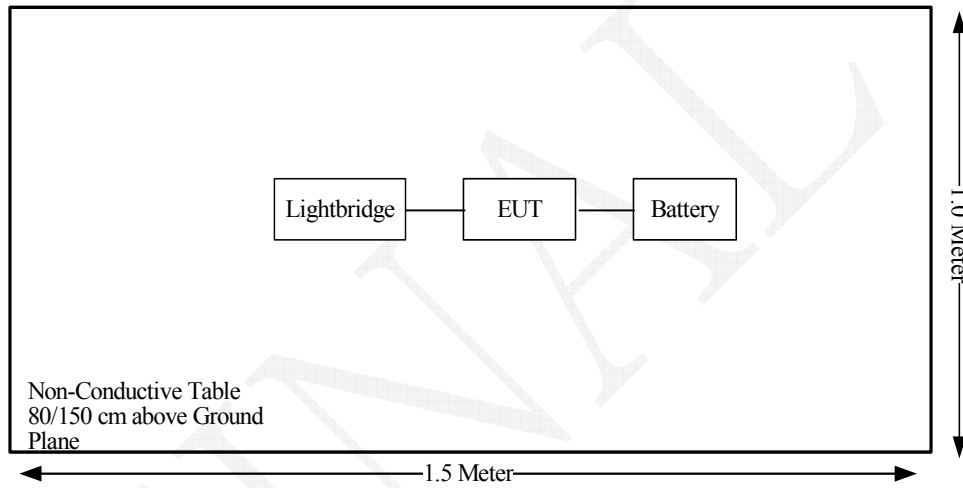 Lightbridge
EUT
Battery
1.0 Meter
Non-Conductive Table
80/150 cm above Ground
Plane
1.5 Meter